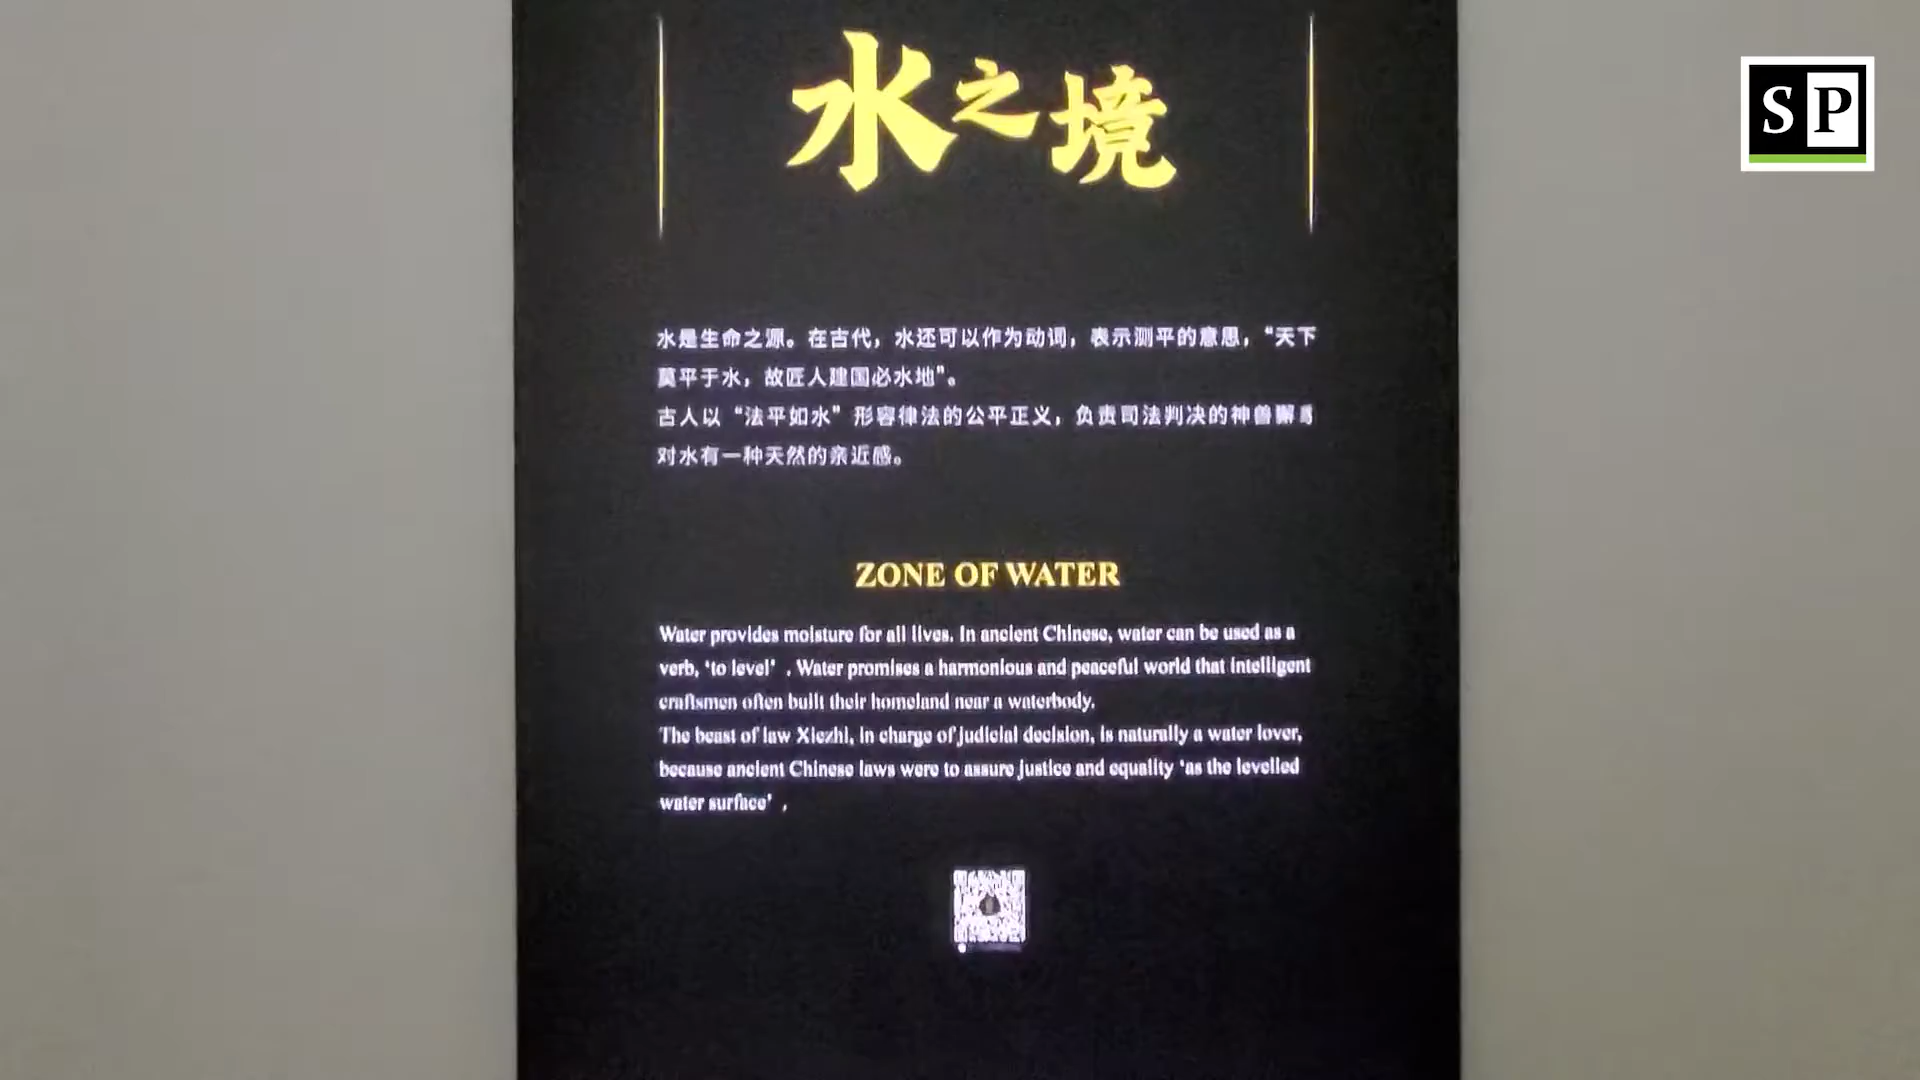 水之境
水是生命之源。在古代，水还可以作为动词，表示测平的意思，“天下
莫平于水，故匠人建国必水地”。
古人以“法平如水”形容律法的公平正义，负责司法判决的神兽獬豸
对水有一种天然的亲近感。
ZONE OF WATER
Water provides moisture for all lives. In ancient Chinese, water can be used as a
verb, ‘to level’ . Water promises a harmonious and peaceful world that intelligent
craftsmen often built their homeland near a waterbody.
The beast of law Xiezhi, in charge of judicial decision, is naturally a water lover,
because ancient Chinese laws were to assure justice and equality ‘as the levelled
water surface’ .
SP